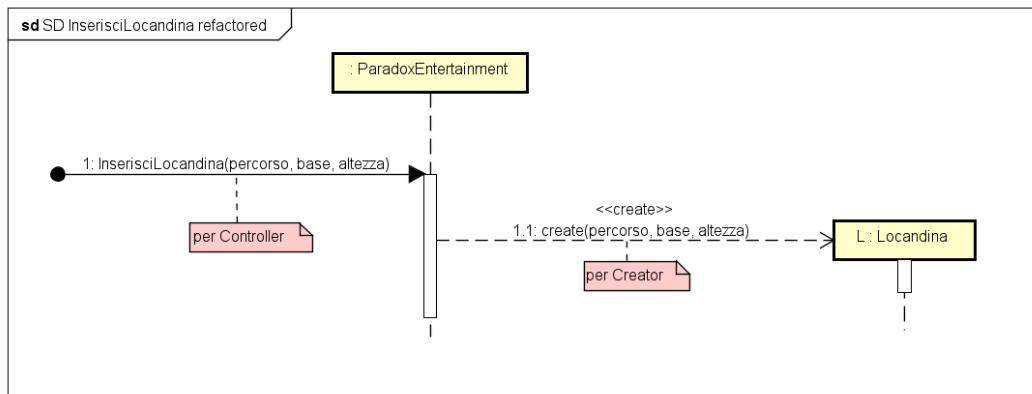 sd SD InserisciLocandina refactored
: ParadoxEntertainment
1: InserisciLocandina(percorso, base, altezza)
<<create>>
1.1: create(percorso, base, altezza)
per Controller
L : Locandina
per Creator